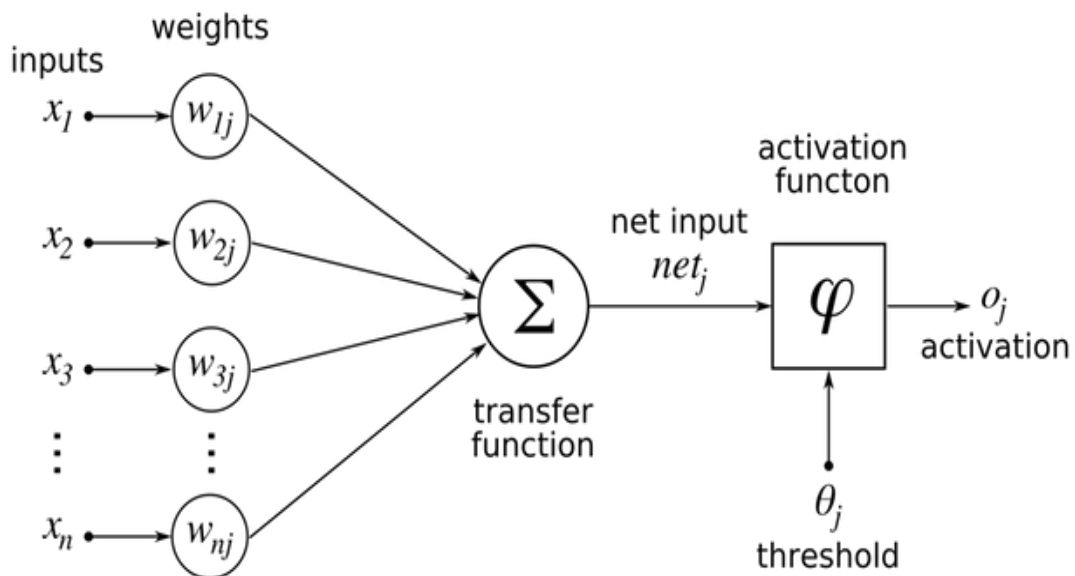 weights
inputs
x₁
w₁ⱼ
x₂
w₂ⱼ
x₃
w₃ⱼ
⋮
⋮
xₙ
wₙⱼ
Σ
transfer
function
net input
netⱼ
activation
functon
φ
oⱼ
activation
θⱼ
threshold